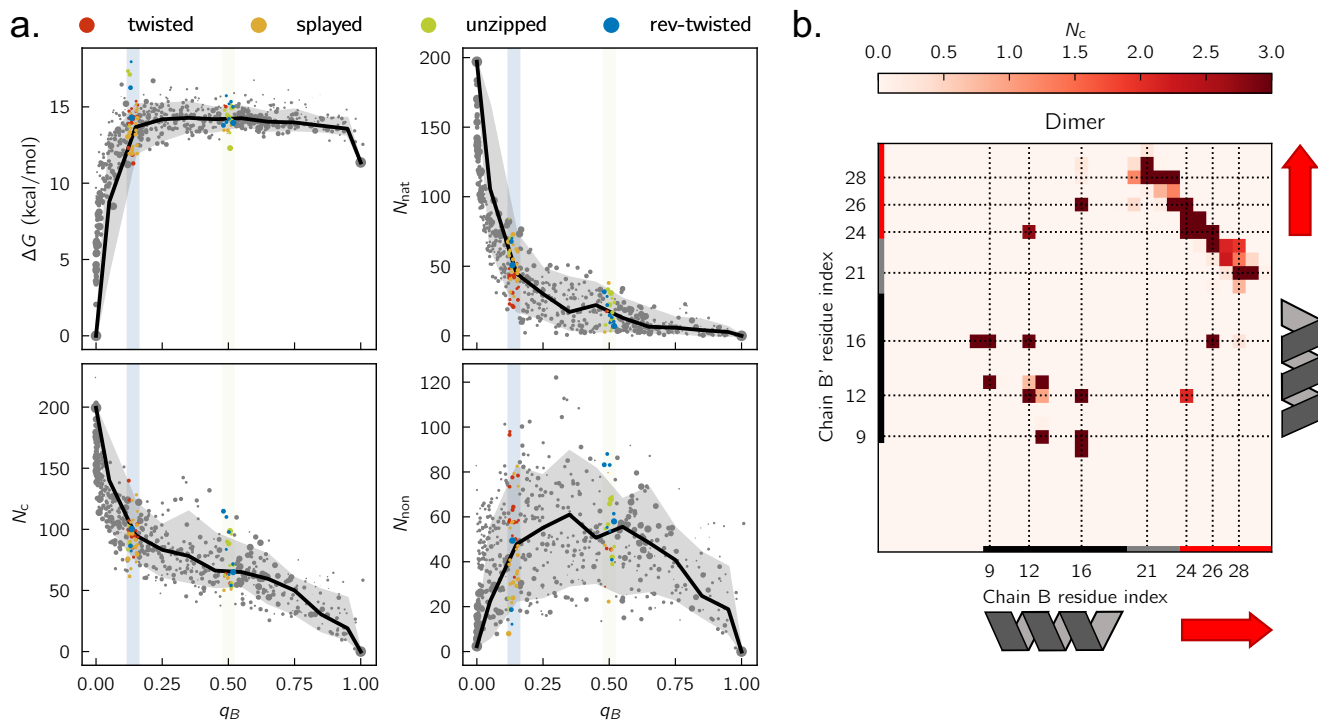 a.
twisted splayed unzipped rev-twisted
ΔG (kcal/mol)
15
10
5
0
N_nat
200
150
100
50
0
N_c
200
150
100
50
0
0.00 0.25 0.50 0.75 1.00
q_B
N_non
120
100
80
60
40
20
0
0.00 0.25 0.50 0.75 1.00
q_B
b.
N_c
0.0 0.5 1.0 1.5 2.0 2.5 3.0
Dimer
Chain B' residue index
28
26
24
21
16
12
9
9 12 16 21 24 26 28
Chain B residue index